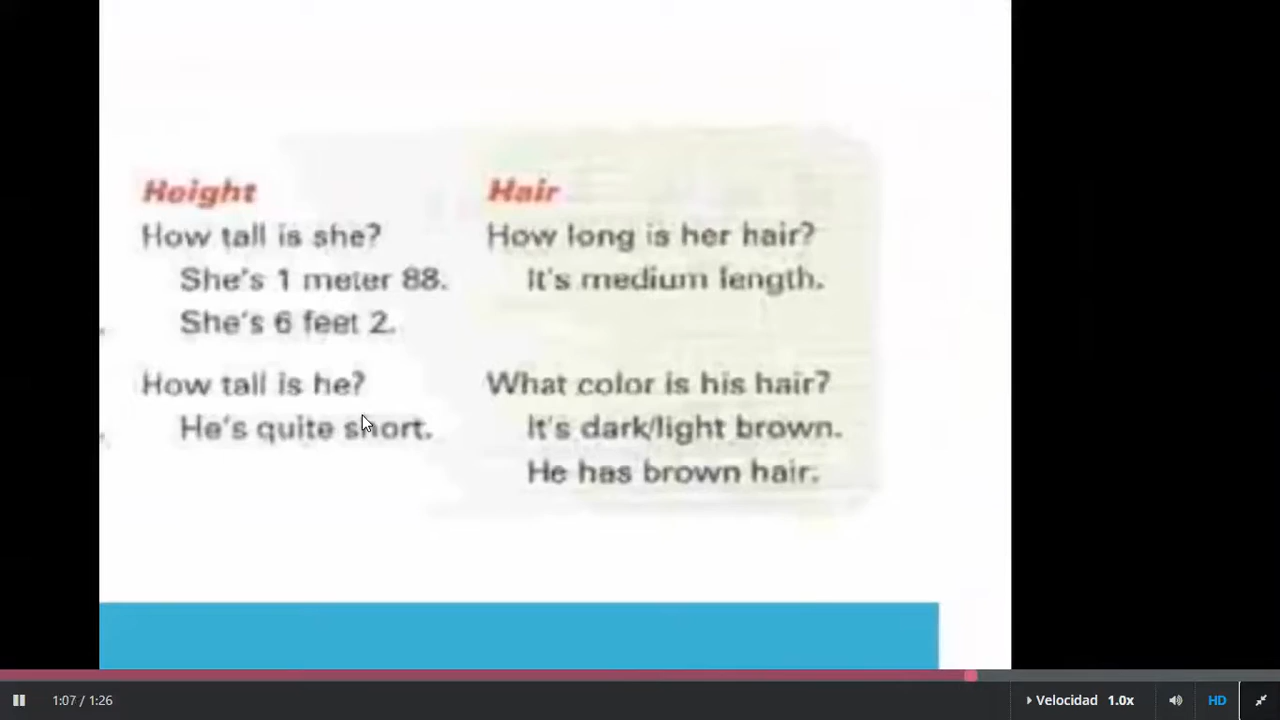 Height
How tall is she?
She's 1 meter 88.
She's 6 feet 2.
How tall is he?
He's quite short.
Hair
How long is her hair?
It's medium length.
What color is his hair?
It's dark/light brown.
He has brown hair.
1:07 / 1:26
Velocidad 1.0x
HD